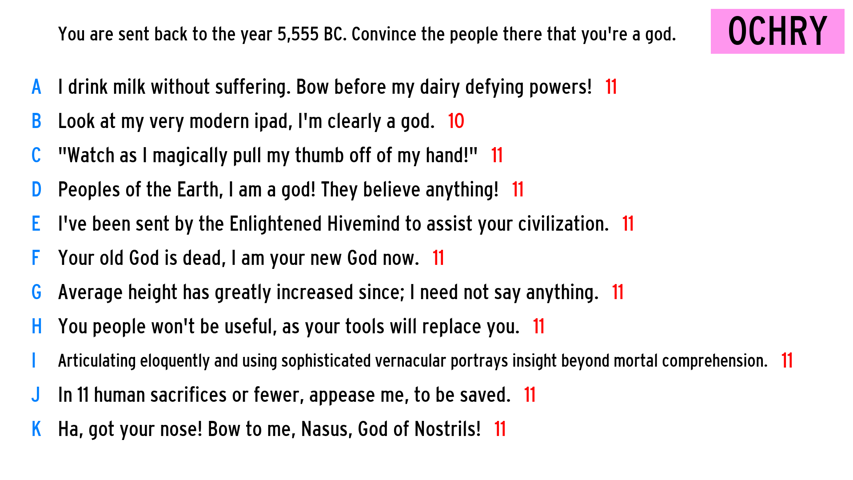 You are sent back to the year 5,555 BC. Convince the people there that you're a god.
OCHRY
A I drink milk without suffering. Bow before my dairy defying powers! 11
B Look at my very modern ipad, I'm clearly a god. 10
C "Watch as I magically pull my thumb off of my hand!" 11
D Peoples of the Earth, I am a god! They believe anything! 11
E I've been sent by the Enlightened Hivemind to assist your civilization. 11
F Your old God is dead, I am your new God now. 11
G Average height has greatly increased since; I need not say anything. 11
H You people won't be useful, as your tools will replace you. 11
I Articulating eloquently and using sophisticated vernacular portrays insight beyond mortal comprehension. 11
J In 11 human sacrifices or fewer, appease me, to be saved. 11
K Ha, got your nose! Bow to me, Nasus, God of Nostrils! 11